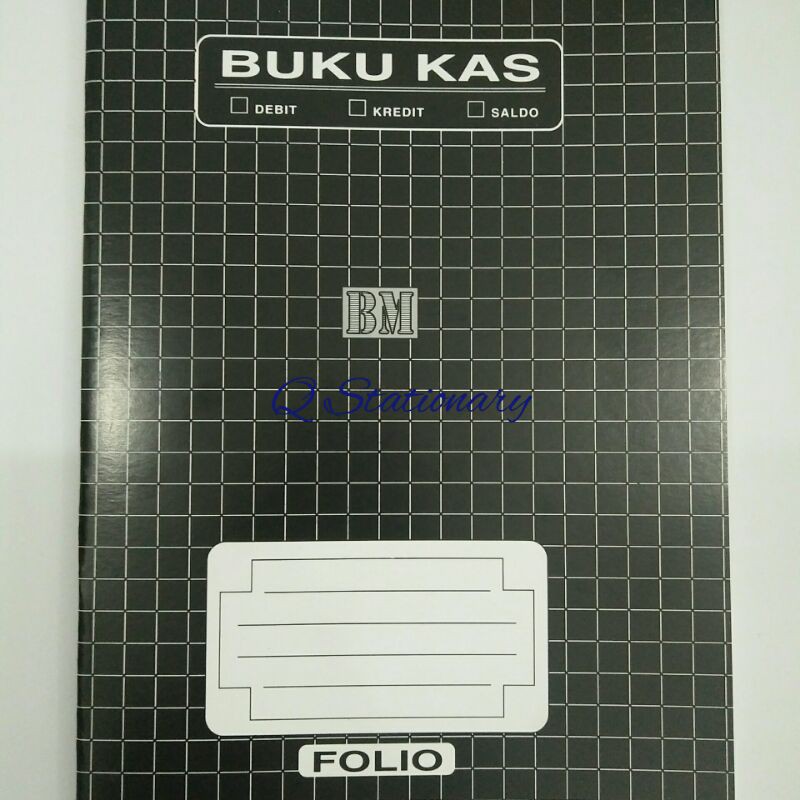 BUKU KAS
DEBIT KREDIT SALDO
BM
Q Stationary
FOLIO